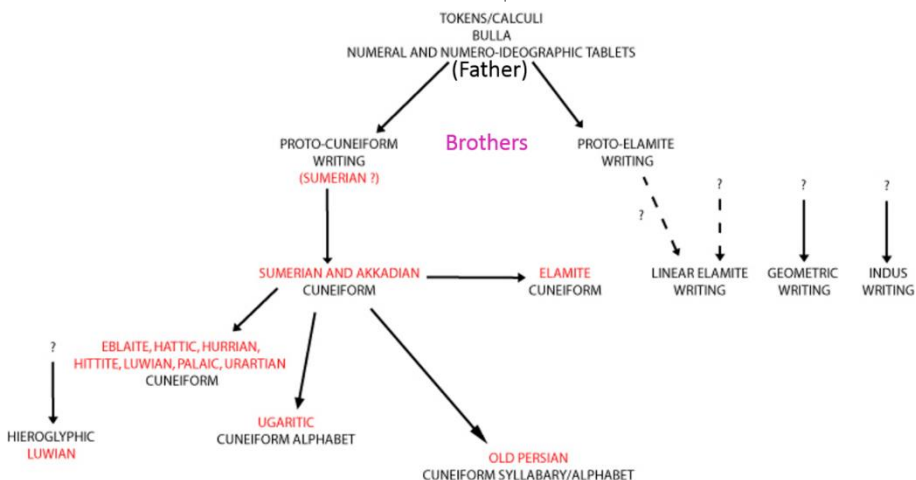 TOKENS/CALCULI
BULLA
NUMERAL AND NUMERO-IDEOGRAPHIC TABLETS
(Father)
Brothers
PROTO-CUNEIFORM
WRITING
(SUMERIAN ?)
PROTO-ELAMITE
WRITING
?
?
?
?
SUMERIAN AND AKKADIAN
CUNEIFORM
ELAMITE
CUNEIFORM
LINEAR ELAMITE
WRITING
GEOMETRIC
WRITING
INDUS
WRITING
?
EBLAITE, HATTIC, HURRIAN,
HITTITE, LUWIAN, PALAIC, URARTIAN
CUNEIFORM
UGARITIC
CUNEIFORM ALPHABET
HIEROGLYPHIC
LUWIAN
OLD PERSIAN
CUNEIFORM SYLLABARY/ALPHABET